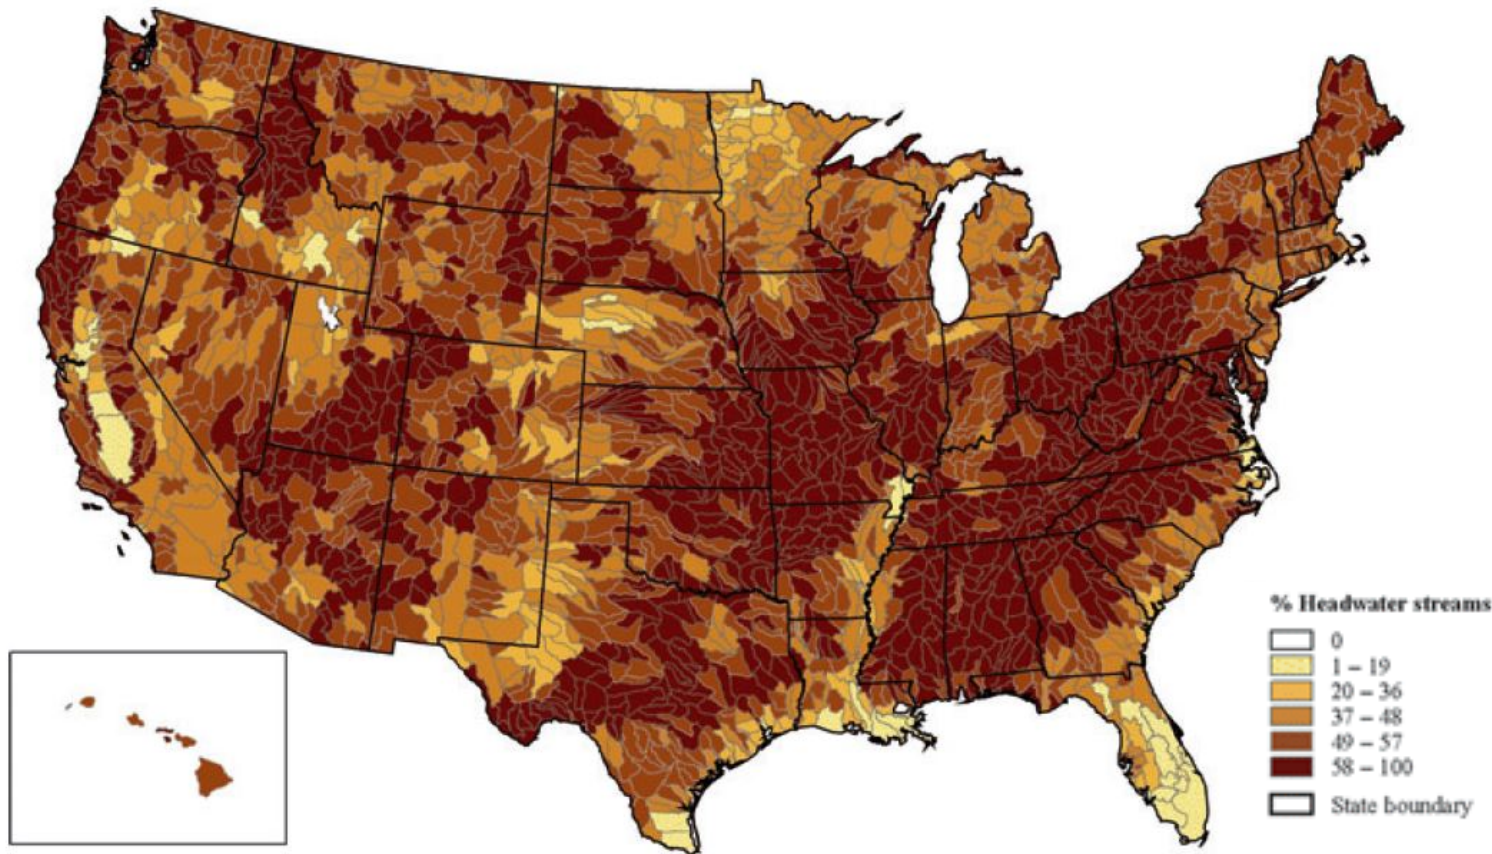 % Headwater streams
0
1 – 19
20 – 36
37 – 48
49 – 57
58 – 100
State boundary